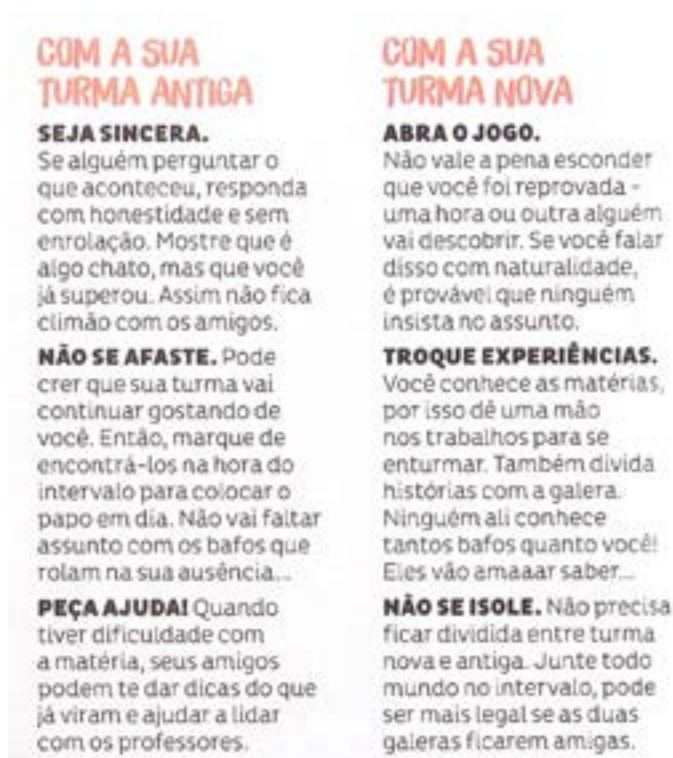 COM A SUA
TURMA ANTIGA
SEJA SINCERA.
Se alguém perguntar o
que aconteceu, responda
com honestidade e sem
enrolação. Mostre que é
algo chato, mas que você
já superou. Assim não fica
climão com os amigos.
NÃO SE AFASTE. Pode
crer que sua turma vai
continuar gostando de
você. Então, marque de
encontrá-los na hora do
intervalo para colocar o
papo em dia. Não vai faltar
assunto com os bafos que
rolam na sua ausência...
PEÇA AJUDA! Quando
tiver dificuldade com
a matéria, seus amigos
podem te dar dicas do que
já viram e ajudar a lidar
com os professores.
COM A SUA
TURMA NOVA
ABRA O JOGO.
Não vale a pena esconder
que você foi reprovada -
uma hora ou outra alguém
vai descobrir. Se você falar
disso com naturalidade,
é provável que ninguém
insista no assunto.
TROQUE EXPERIÊNCIAS.
Você conhece as matérias,
por isso dê uma mão
nos trabalhos para se
enturmar. Também divida
histórias com a galera.
Ninguém ali conhece
tantos bafos quanto você!
Eles vão amaaar saber...
NÃO SE ISOLE. Não precisa
ficar dividida entre turma
nova e antiga. Junte todo
mundo no intervalo, pode
ser mais legal se as duas
galeras ficarem amigas.